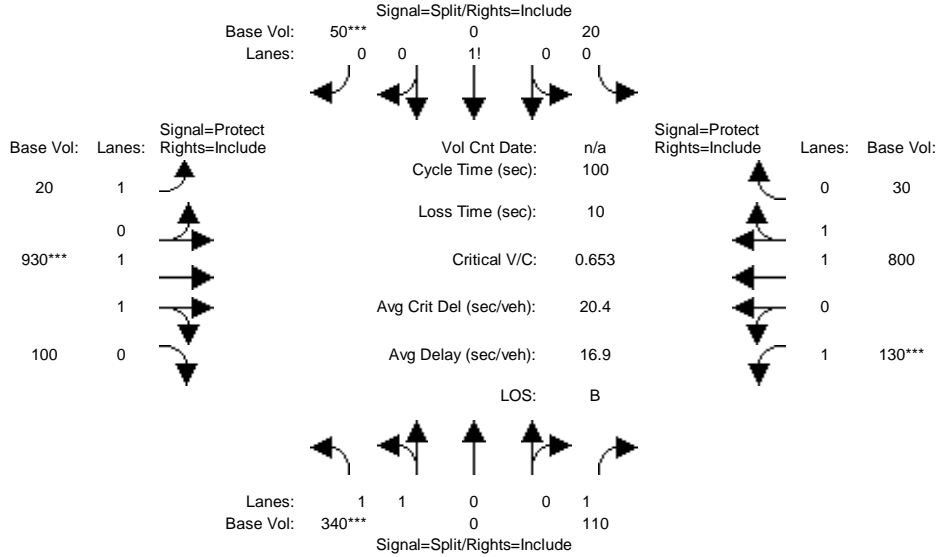 Signal=Split/Rights=Include
Base Vol: 50*** 0 20
Lanes: 0 0 1! 0 0
Signal=Protect Signal=Protect
Base Vol: Lanes: Rights=Include Vol Cnt Date: n/a Rights=Include Lanes: Base Vol:
Cycle Time (sec): 100
20 1 0 30
Loss Time (sec): 10
0 1
930*** 1 Critical V/C: 0.653 1 800
1 Avg Crit Del (sec/veh): 20.4 0
100 0 Avg Delay (sec/veh): 16.9 1 130***
LOS: B
Lanes: 1 1 0 0 1
Base Vol: 340*** 0 110
Signal=Split/Rights=Include